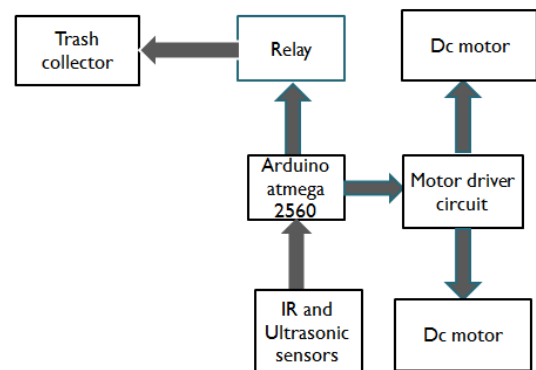 Trash
collector
Relay
Dc motor
Arduino
atmega
2560
Motor driver
circuit
IR and
Ultrasonic
sensors
Dc motor